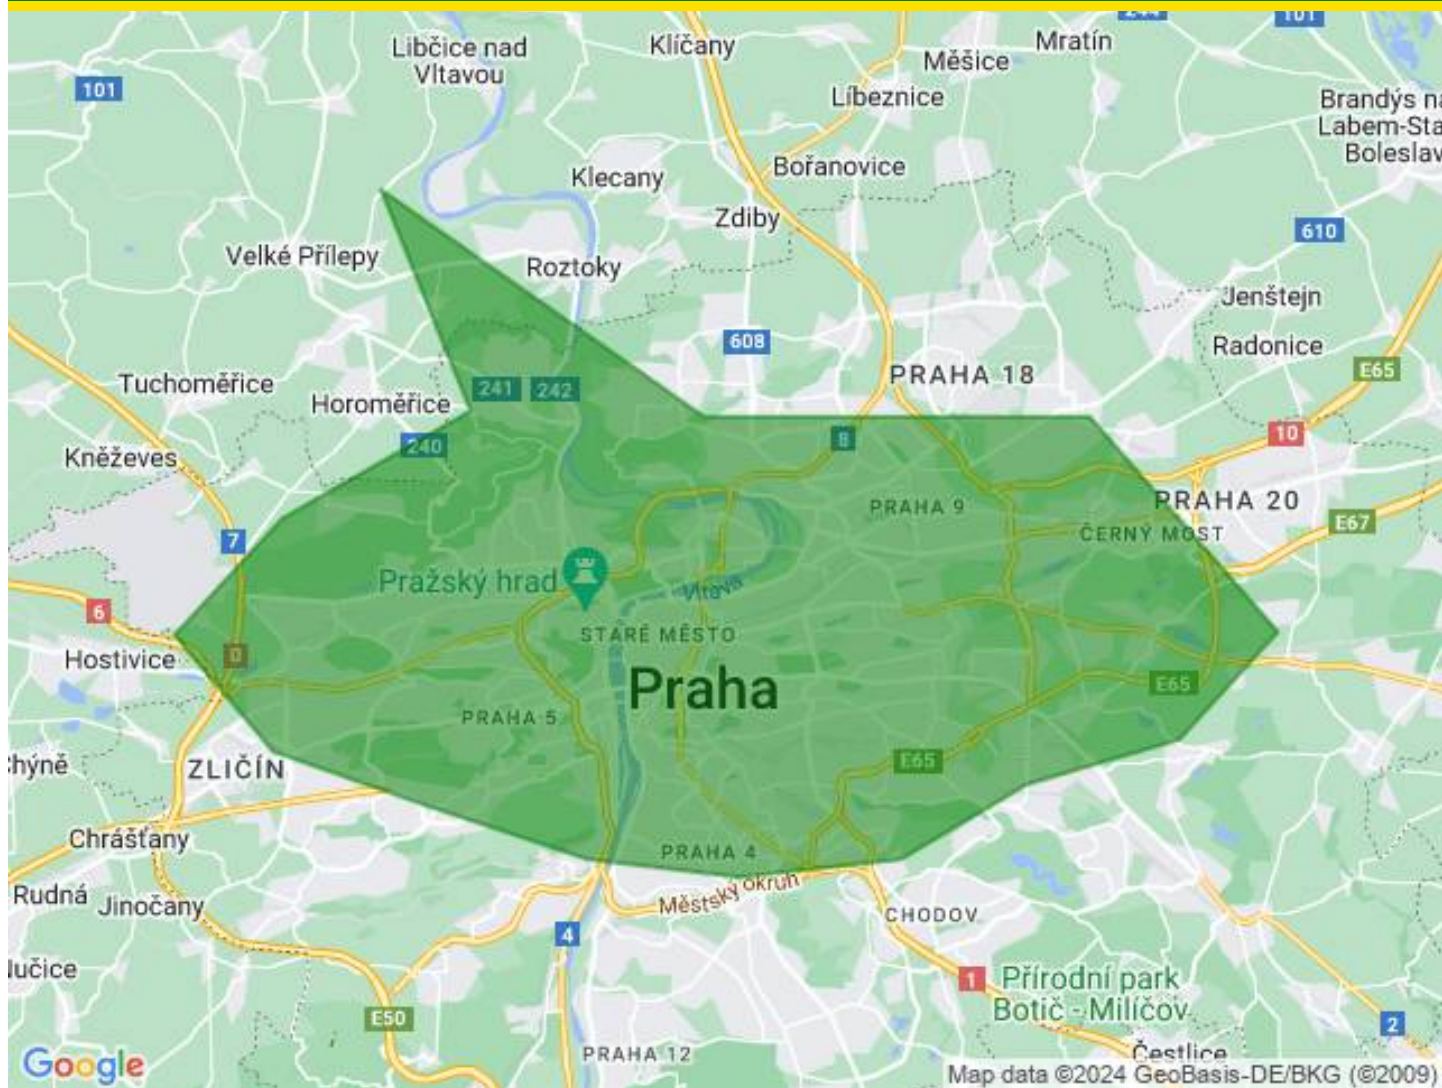 101
Libčice nad
Vltavou
Klíčany
Měšice
Mratín
101
Líbeznice
Brandýs na
Labem-Sta
Boleslav
Klecany
Bořanovice
Zdiby
610
Velké Přílepy
Roztoky
Jenštejn
608
Radonice
Tuchoměřice
Horoměřice
241
242
PRAHA 18
E65
240
8
10
Kněževes
PRAHA 9
PRAHA 20
ČERNÝ MOST
E67
7
Pražský hrad
Vltava
6
STARÉ MĚSTO
Hostivice
0
Praha
E65
PRAHA 5
hýně
ZLIČÍN
E65
Chrášťany
PRAHA 4
Městský okruh
Rudná
Jinočany
CHODOV
4
lučice
1
Přírodní park
Botič - Milíčov
E50
2
PRAHA 12
Čestlice
Google
Map data ©2024 GeoBasis-DE/BKG (©2009)